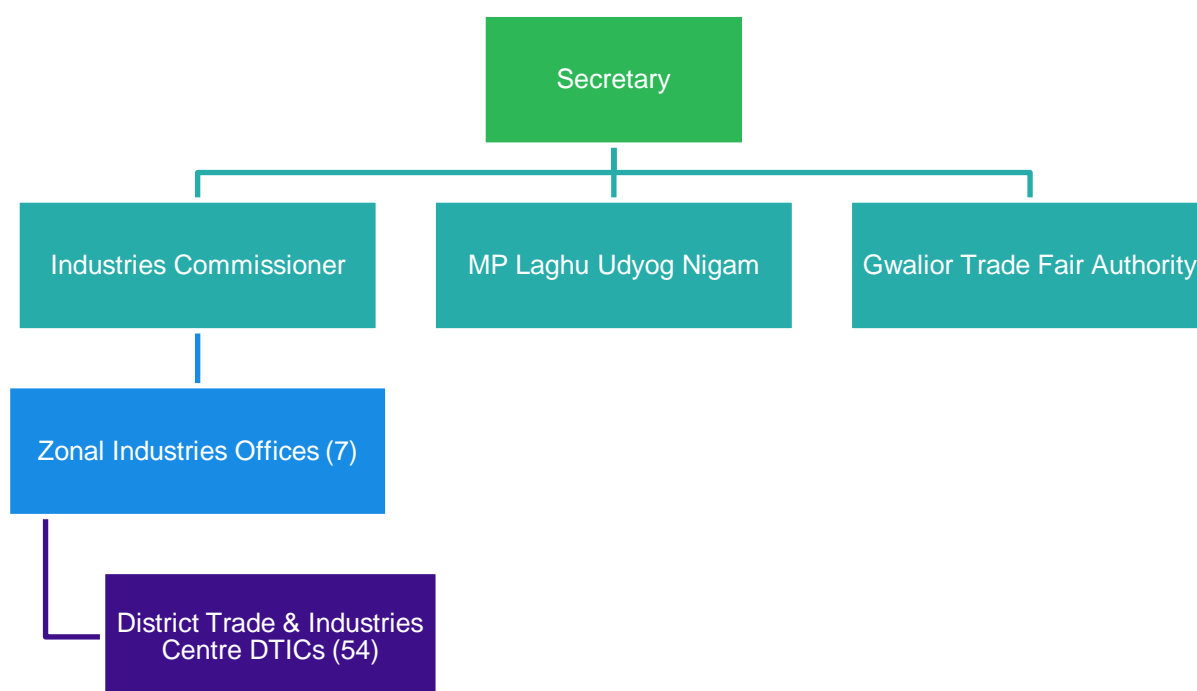 Secretary
Industries Commissioner
MP Laghu Udyog Nigam
Gwalior Trade Fair Authority
Zonal Industries Offices (7)
District Trade & Industries
Centre DTICs (54)